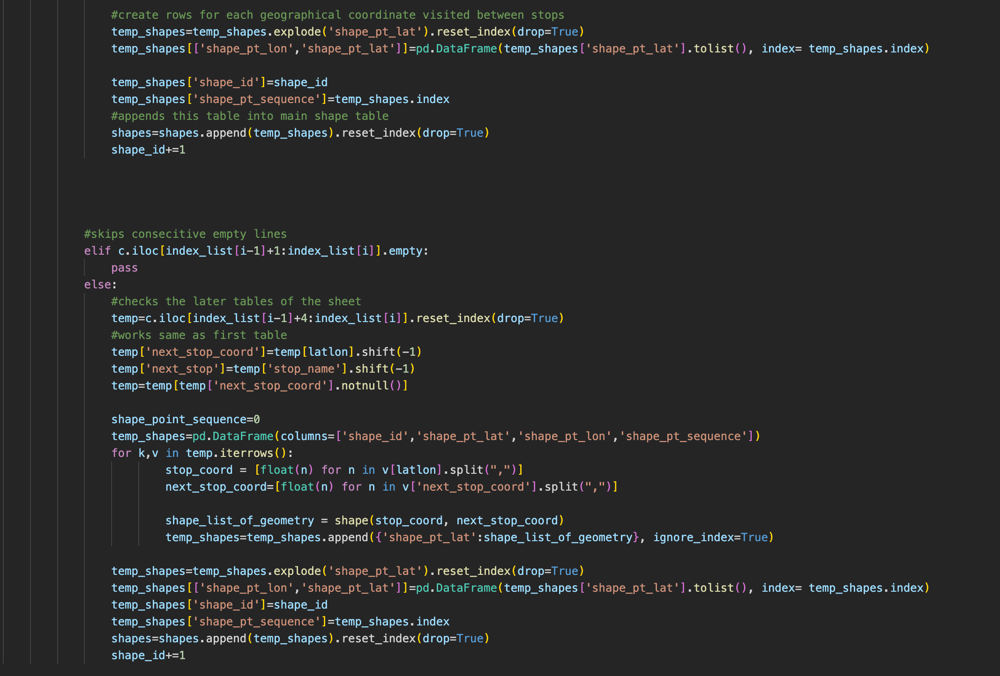 #create rows for each geographical coordinate visited between stops
temp_shapes=temp_shapes.explode('shape_pt_lat').reset_index(drop=True)
temp_shapes[['shape_pt_lon','shape_pt_lat']]=pd.DataFrame(temp_shapes['shape_pt_lat'].tolist(), index= temp_shapes.index)
temp_shapes['shape_id']=shape_id
temp_shapes['shape_pt_sequence']=temp_shapes.index
#appends this table into main shape table
shapes=shapes.append(temp_shapes).reset_index(drop=True)
shape_id+=1
#skips consecitive empty lines
elif c.iloc[index_list[i-1]+1:index_list[i]].empty:
pass
else:
#checks the later tables of the sheet
temp=c.iloc[index_list[i-1]+4:index_list[i]].reset_index(drop=True)
#works same as first table
temp['next_stop_coord']=temp[latlon].shift(-1)
temp['next_stop']=temp['stop_name'].shift(-1)
temp=temp[temp['next_stop_coord'].notnull()]
shape_point_sequence=0
temp_shapes=pd.DataFrame(columns=['shape_id','shape_pt_lat','shape_pt_lon','shape_pt_sequence'])
for k,v in temp.iterrows():
stop_coord = [float(n) for n in v[latlon].split(",")]
next_stop_coord=[float(n) for n in v['next_stop_coord'].split(",")]
shape_list_of_geometry = shape(stop_coord, next_stop_coord)
temp_shapes=temp_shapes.append({'shape_pt_lat':shape_list_of_geometry}, ignore_index=True)
temp_shapes=temp_shapes.explode('shape_pt_lat').reset_index(drop=True)
temp_shapes[['shape_pt_lon','shape_pt_lat']]=pd.DataFrame(temp_shapes['shape_pt_lat'].tolist(), index= temp_shapes.index)
temp_shapes['shape_id']=shape_id
temp_shapes['shape_pt_sequence']=temp_shapes.index
shapes=shapes.append(temp_shapes).reset_index(drop=True)
shape_id+=1